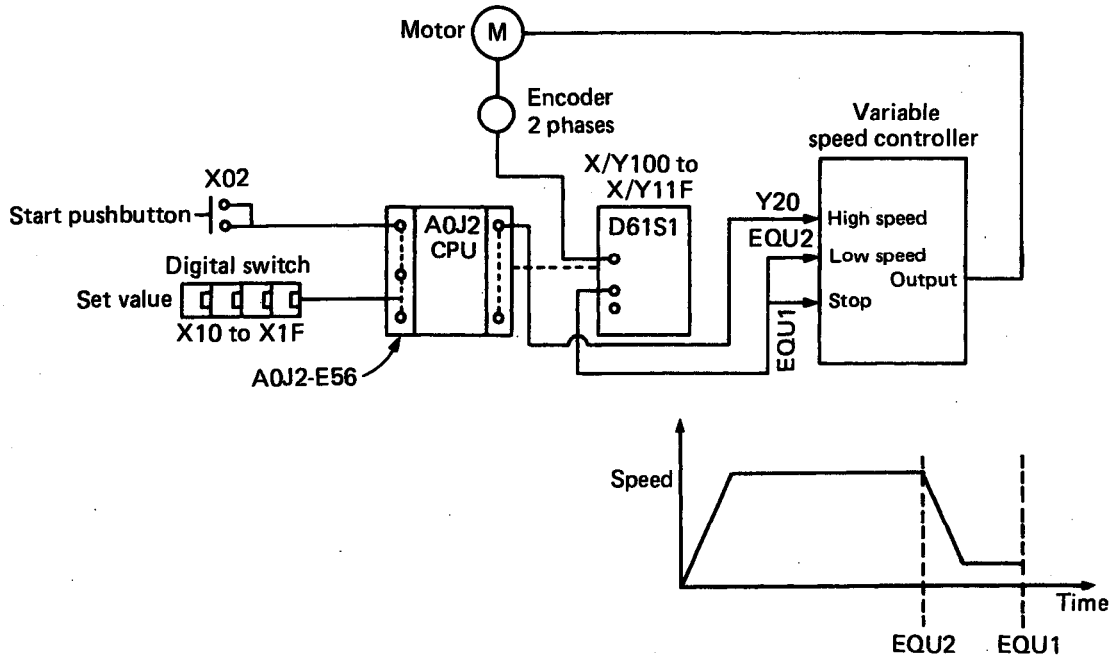 Motor
M
Encoder
2 phases
Variable
speed controller
X/Y100 to
X/Y11F
X02
Start pushbutton
A0J2
CPU
D61S1
Y20
High speed
EQU2
Low speed
Output
Stop
EQU1
Digital switch
Set value
X10 to X1F
A0J2-E56
Speed
Time
EQU2
EQU1